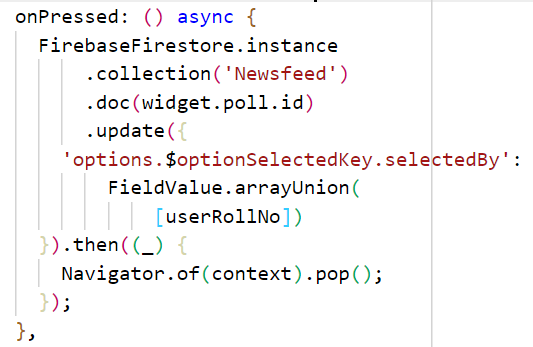 onPressed: () async {
FirebaseFirestore.instance
.collection('Newsfeed')
.doc(widget.poll.id)
.update({
'options.$optionSelectedKey.selectedBy':
FieldValue.arrayUnion(
[userRollNo])
}).then((_) {
Navigator.of(context).pop();
});
},